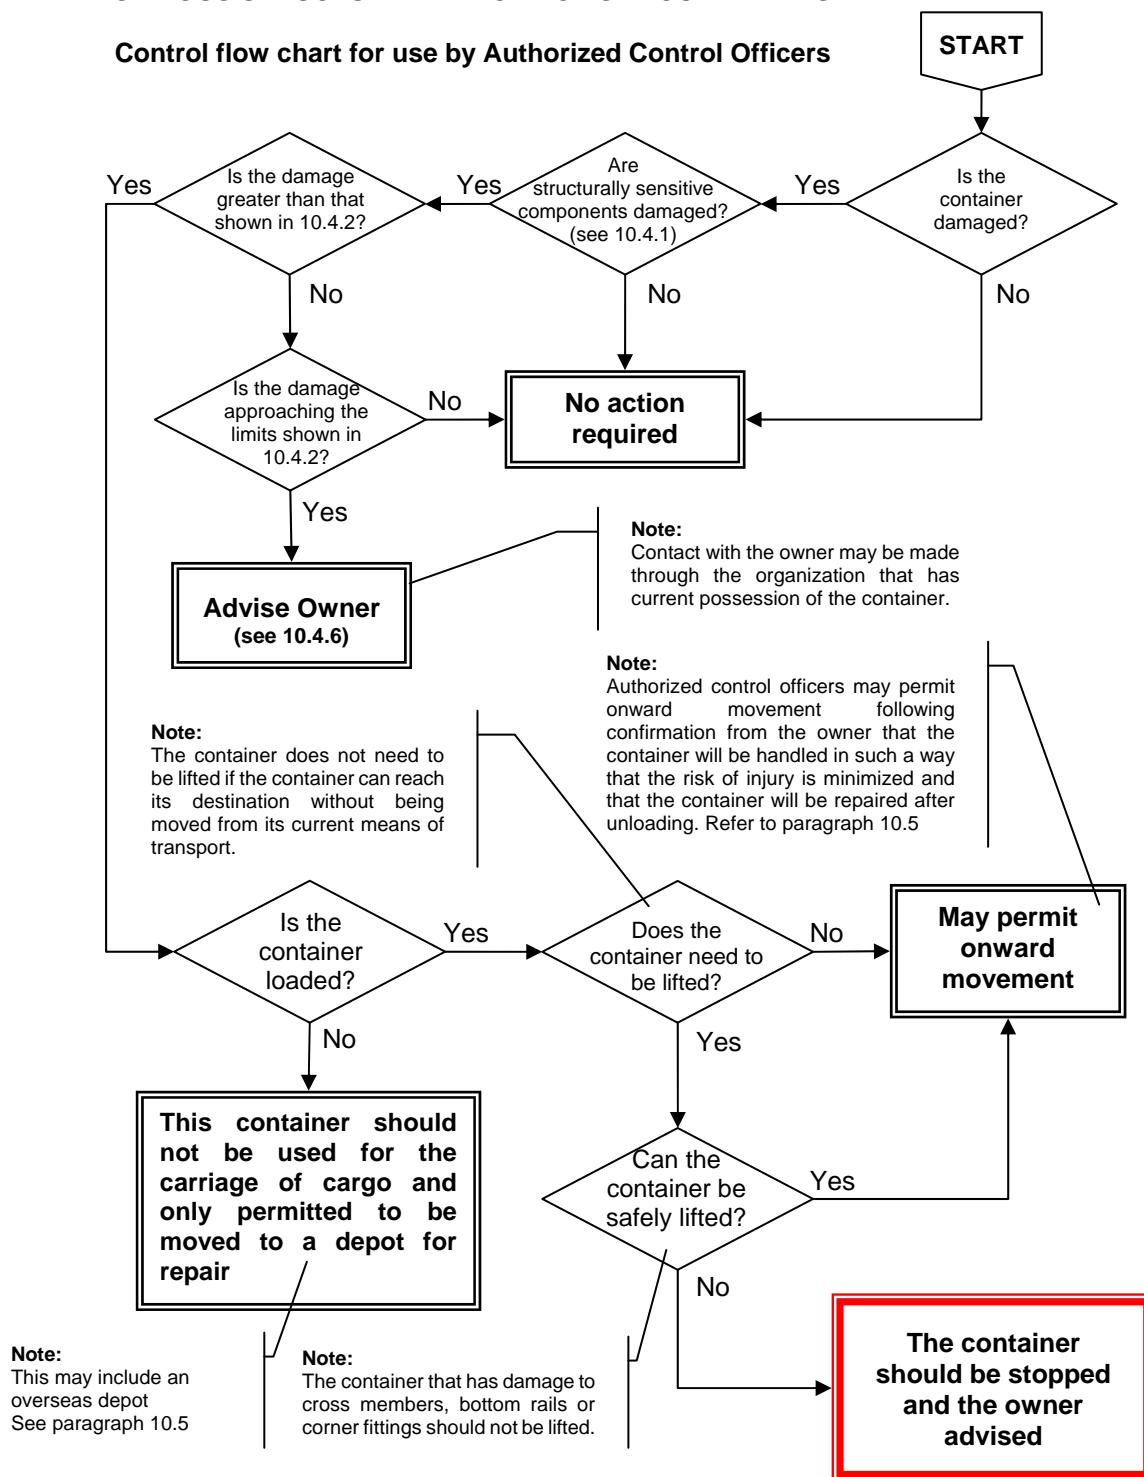 Control flow chart for use by Authorized Control Officers
START
Is the
container
damaged?
Yes
No
Are
structurally sensitive
components damaged?
(see 10.4.1)
Yes
No
Is the damage
greater than that
shown in 10.4.2?
Yes
No
Is the damage
approaching the
limits shown in
10.4.2?
No
Yes
No action
required
Advise Owner
(see 10.4.6)
Note:
Contact with the owner may be made
through the organization that has
current possession of the container.
Note:
Authorized control officers may permit
onward movement following
confirmation from the owner that the
container will be handled in such a way
that the risk of injury is minimized and
that the container will be repaired after
unloading. Refer to paragraph 10.5
Note:
The container does not need to
be lifted if the container can reach
its destination without being
moved from its current means of
transport.
Is the
container
loaded?
Yes
No
Does the
container need to
be lifted?
No
Yes
May permit
onward
movement
This container should
not be used for the
carriage of cargo and
only permitted to be
moved to a depot for
repair
Can the
container be
safely lifted?
Yes
No
Note:
This may include an
overseas depot
See paragraph 10.5
Note:
The container that has damage to
cross members, bottom rails or
corner fittings should not be lifted.
The container
should be stopped
and the owner
advised